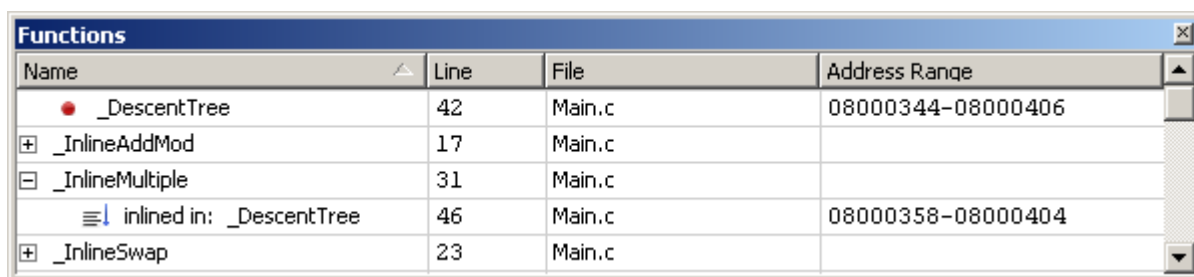 Functions
Name Line File Address Range
_DescentTree 42 Main.c 08000344-08000406
_InlineAddMod 17 Main.c
_InlineMultiple 31 Main.c
inlined in: _DescentTree 46 Main.c 08000358-08000404
_InlineSwap 23 Main.c